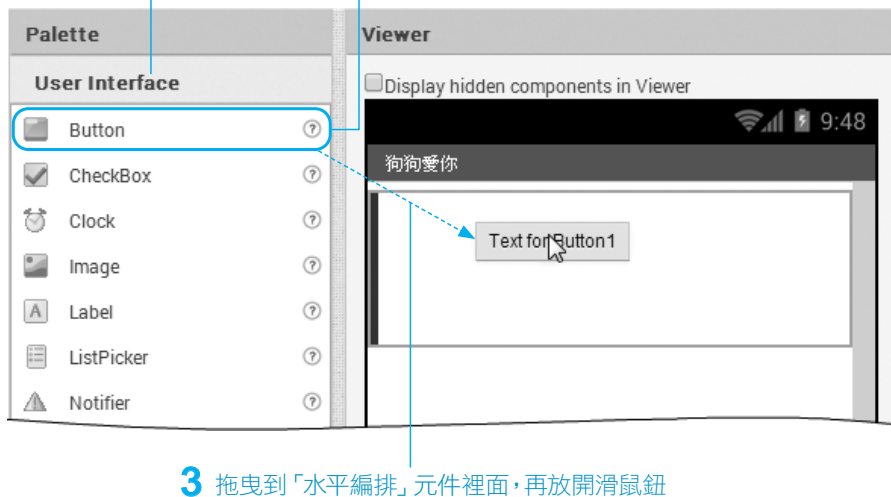 Palette
Viewer
User Interface
Display hidden components in Viewer
Button ?
9:48
CheckBox ?
狗狗愛你
Clock ?
Text for Button1
Image ?
A Label ?
ListPicker ?
Notifier ?
3 拖曳到「水平編排」元件裡面，再放開滑鼠鈕